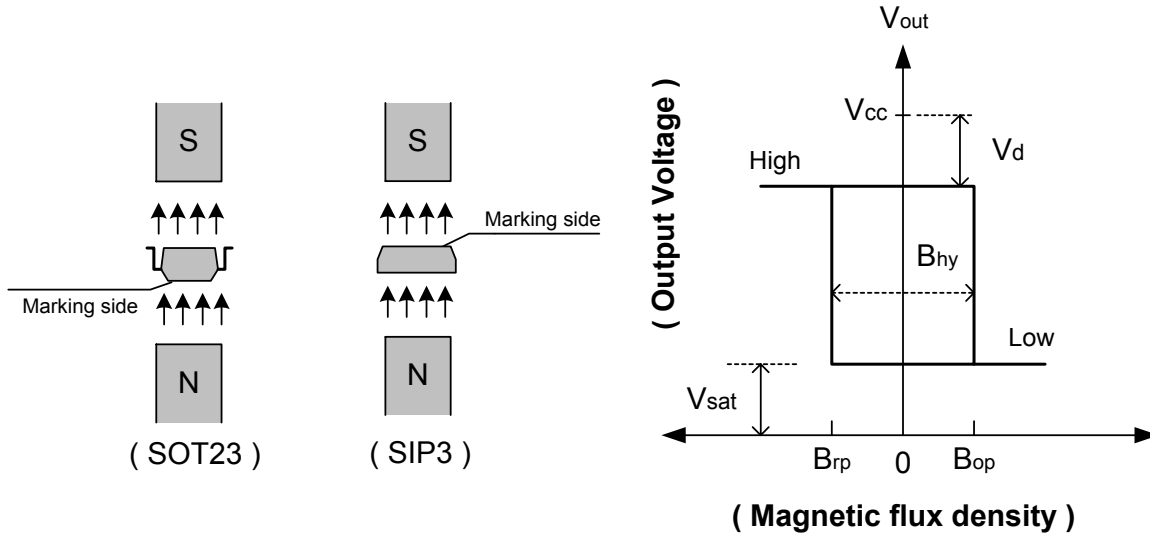 S
Marking side
N
( SOT23 )
S
Marking side
N
( SIP3 )
Vout
( Output Voltage )
Vcc
Vd
High
Bhy
Low
Vsat
Brp
0
Bop
( Magnetic flux density )